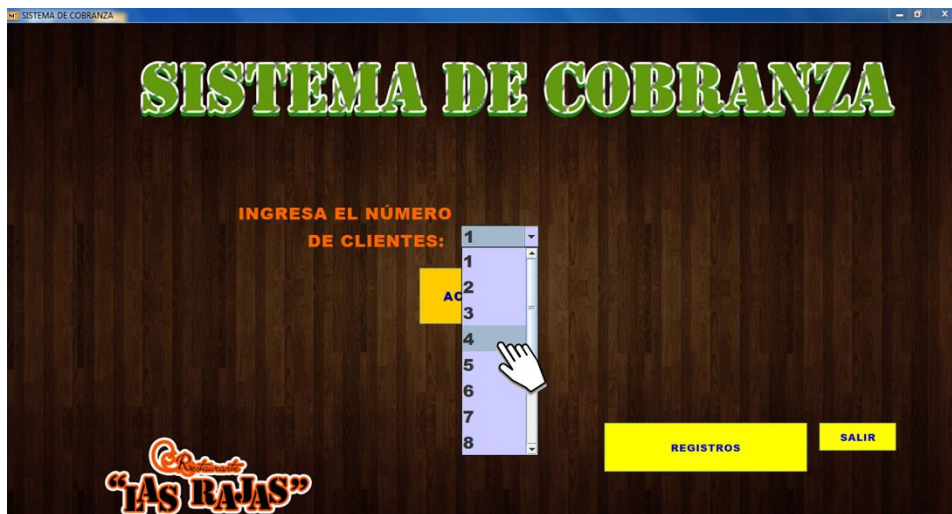 SISTEMA DE COBRANZA
SISTEMA DE COBRANZA
INGRESA EL NÚMERO
DE CLIENTES:
1
1
2
3
4
5
6
7
8
REGISTROS
SALIR
Restaurante
"LAS RAJAS"